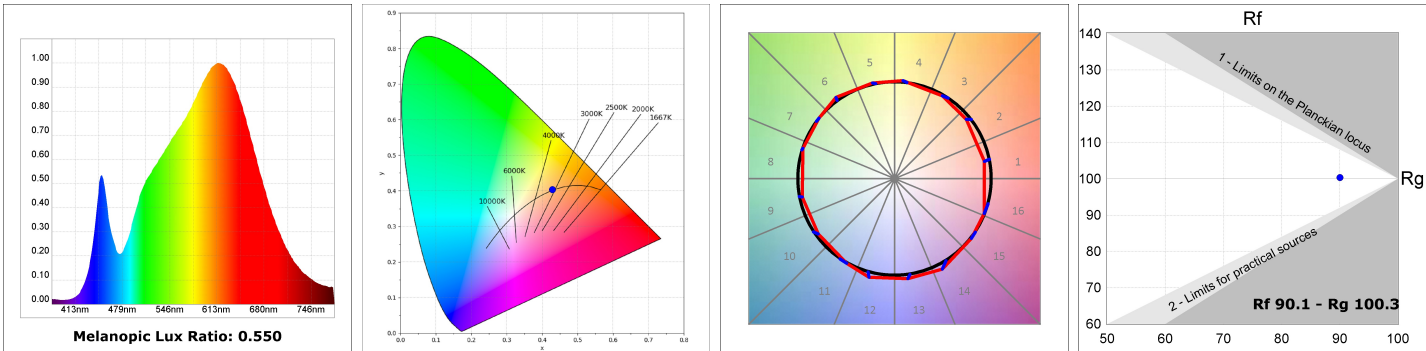 1.00
0.90
0.80
0.70
0.60
0.50
0.40
0.30
0.20
0.10
0.00
413nm 479nm 546nm 613nm 680nm 746nm
Melanopic Lux Ratio: 0.550
0.9
0.8
0.7
0.6
0.5
0.4
0.3
0.2
0.1
0.0
y
2500K
3000K 2000K
1667K
4000K
6000K
10000K
0.0 0.1 0.2 0.3 0.4 0.5 0.6 0.7 0.8
x
5 4
6 3
7 2
8 1
9 16
10 15
11 14
12 13
Rf
140
130
120
110
100
90
80
70
60
1 - Limits on the Planckian locus
Rg
2 - Limits for practical sources
Rf 90.1 - Rg 100.3
50 60 70 80 90 100